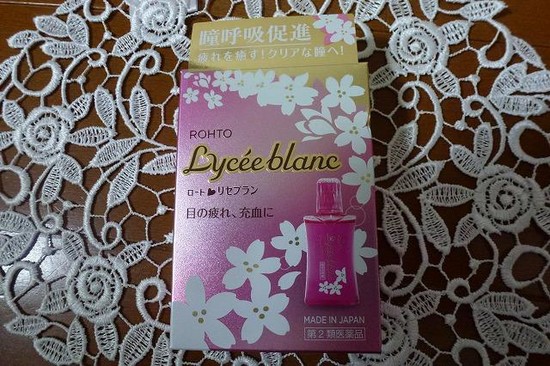 瞳呼吸促進
疲れを癒す!クリアな瞳へ!
ROHTO
Lycée blanc
ロート リセブラン
目の疲れ、充血に
MADE IN JAPAN
第2類医薬品